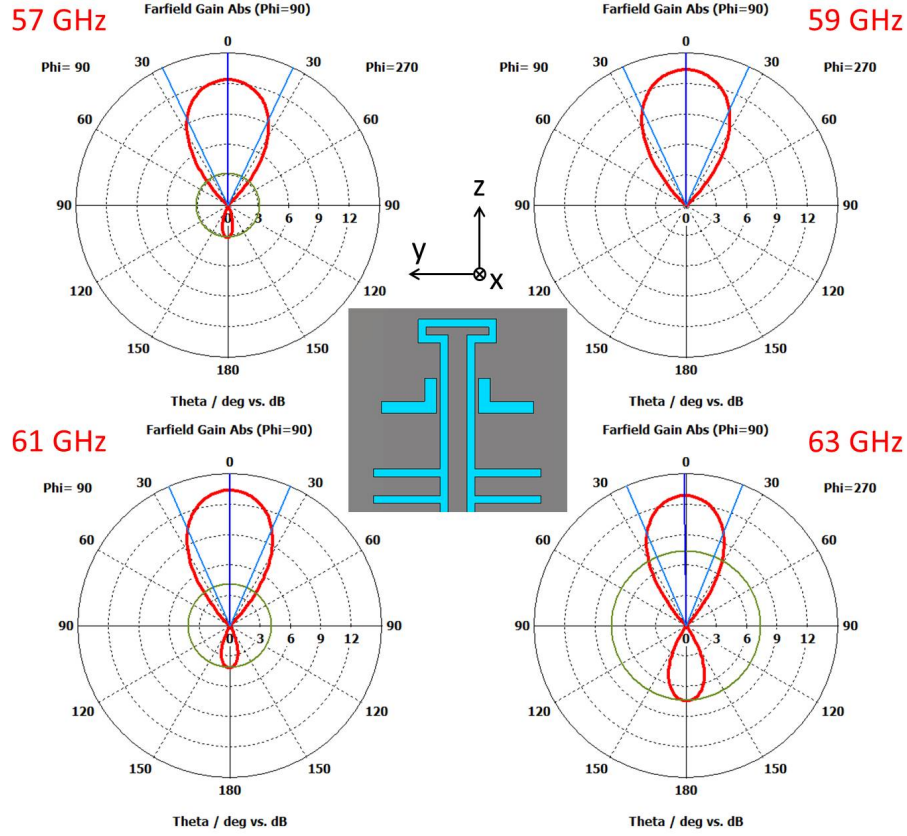 57 GHz
Farfield Gain Abs (Phi=90)
0
30 30
Phi= 90 Phi=270
60 60
90 0 3 6 9 12 90
120 120
150 150
180
Theta / deg vs. dB
Farfield Gain Abs (Phi=90)
59 GHz
0
30 30
Phi= 90 Phi=270
60 60
90 0 3 6 9 12 90
120 120
150 150
180
Theta / deg vs. dB
z
y
x
61 GHz
Farfield Gain Abs (Phi=90)
0
30 30
Phi= 90
60 60
90 0 3 6 9 12 90
120 120
150 150
180
Theta / deg vs. dB
Farfield Gain Abs (Phi=90)
63 GHz
0
30 30
Phi=270
60 60
90 0 3 6 9 12 90
120 120
150 150
180
Theta / deg vs. dB